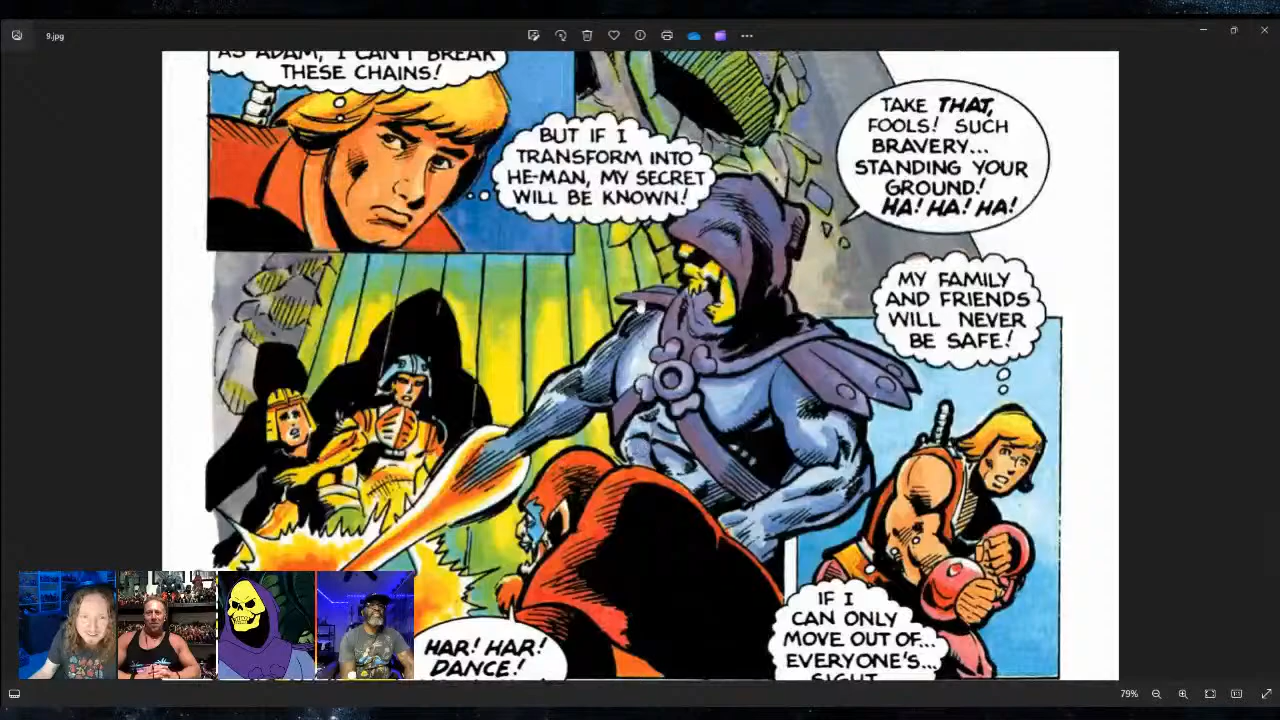 9.jpg
AS ADAM, I CAN'T BREAK
THESE CHAINS!
BUT IF I
TRANSFORM INTO
HE-MAN, MY SECRET
WILL BE KNOWN!
TAKE THAT,
FOOLS! SUCH
BRAVERY...
STANDING YOUR
GROUND!
HA! HA! HA!
MY FAMILY
AND FRIENDS
WILL NEVER
BE SAFE!
HAR! HAR!
DANCE!
IF I
CAN ONLY
MOVE OUT OF...
EVERYONE'S...
SIGHT
79%